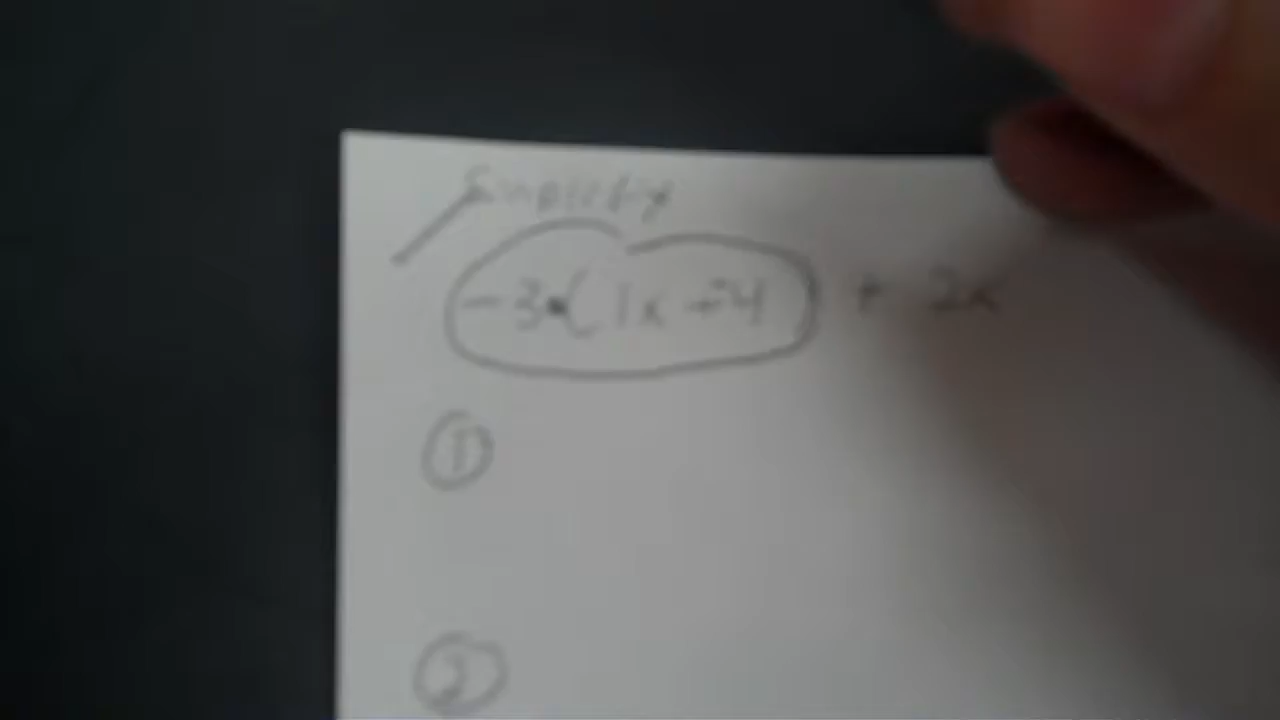 Simplify
-3•(1x + -4) + 2x
①
②